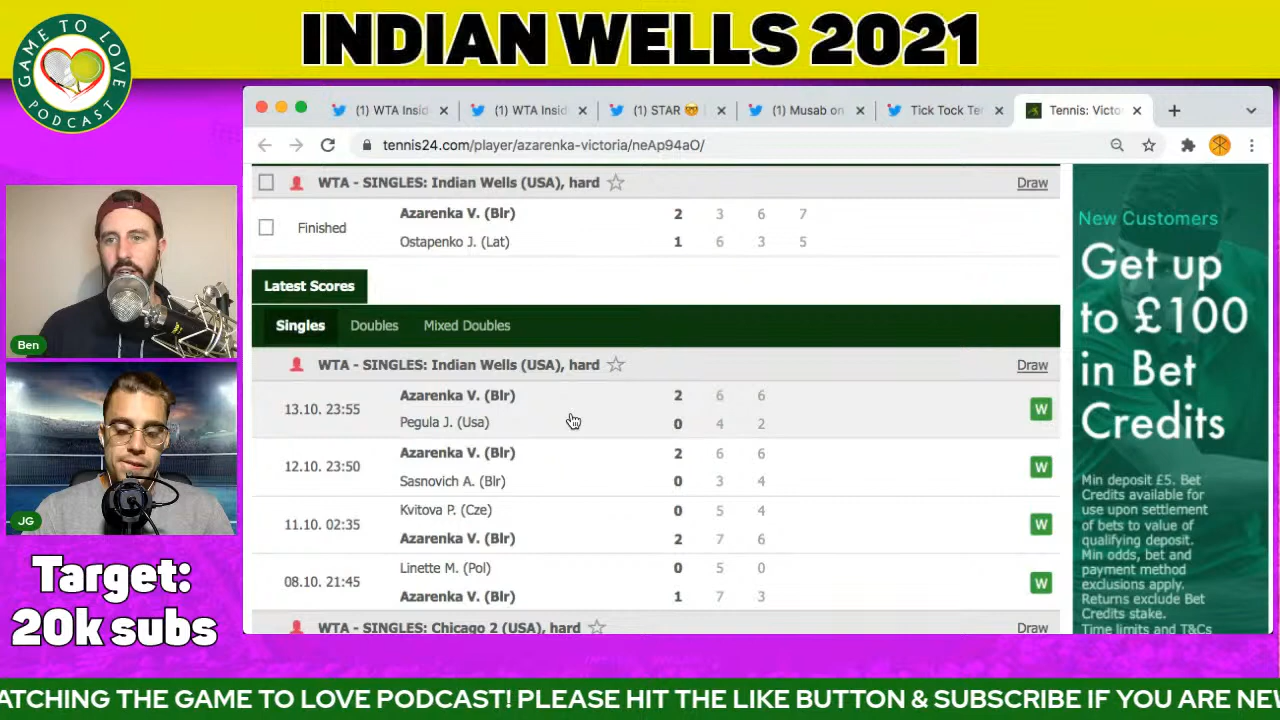 INDIAN WELLS 2021
GAME TO LOVE
PODCAST
(1) WTA Insid
(1) WTA Insid
(1) STAR 🤓
(1) Musab on
Tick Tock Ter
Tennis: Victo
tennis24.com/player/azarenka-victoria/neAp94aO/
WTA - SINGLES: Indian Wells (USA), hard Draw
Finished
Azarenka V. (Blr) 2 3 6 7
Ostapenko J. (Lat) 1 6 3 5
Latest Scores
Singles Doubles Mixed Doubles
WTA - SINGLES: Indian Wells (USA), hard Draw
13.10. 23:55
Azarenka V. (Blr) 2 6 6
Pegula J. (Usa) 0 4 2
W
12.10. 23:50
Azarenka V. (Blr) 2 6 6
Sasnovich A. (Blr) 0 3 4
W
11.10. 02:35
Kvitova P. (Cze) 0 5 4
Azarenka V. (Blr) 2 7 6
W
08.10. 21:45
Linette M. (Pol) 0 5 0
Azarenka V. (Blr) 1 7 3
W
WTA - SINGLES: Chicago 2 (USA), hard Draw
New Customers
Get up
to £100
in Bet
Credits
Min deposit £5. Bet
Credits available for
use upon settlement
of bets to value of
qualifying deposit.
Min odds, bet and
payment method
exclusions apply.
Returns exclude Bet
Credits stake.
Time limits and T&Cs
Ben
JG
Target:
20k subs
ATCHING THE GAME TO LOVE PODCAST! PLEASE HIT THE LIKE BUTTON & SUBSCRIBE IF YOU ARE NEW